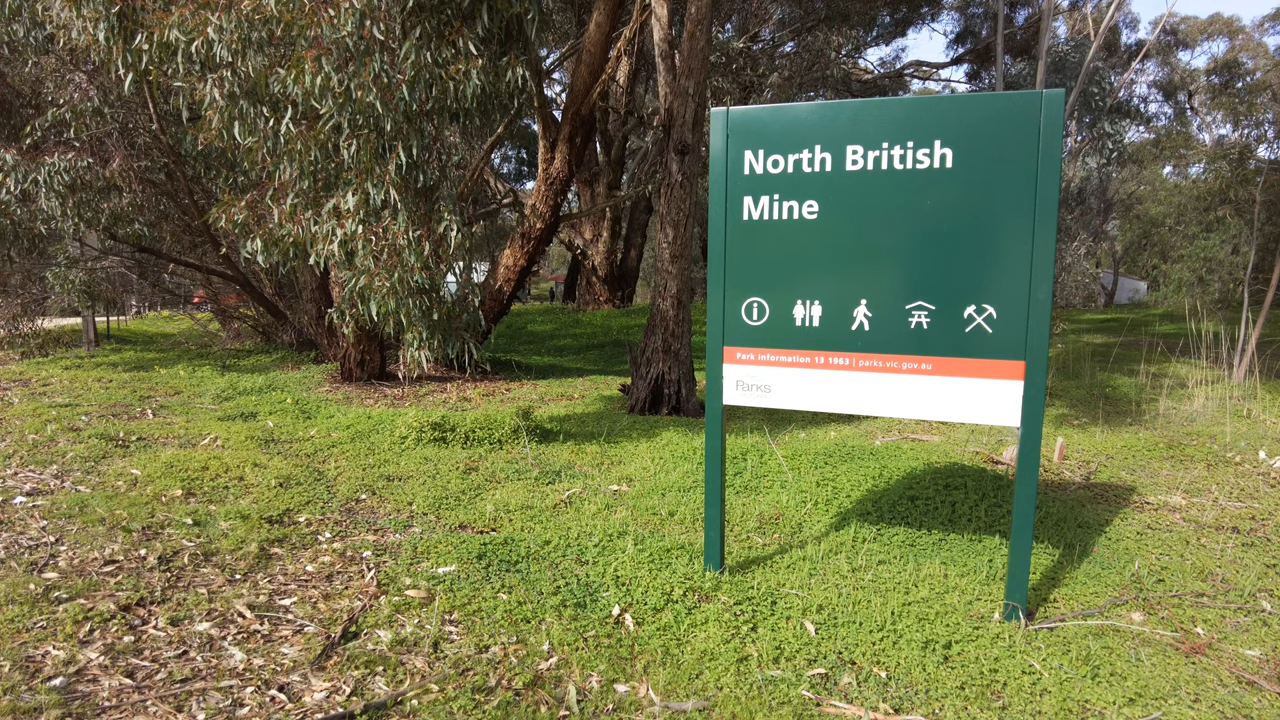 North British
Mine
Park information 13 1963 | parks.vic.gov.au
Parks